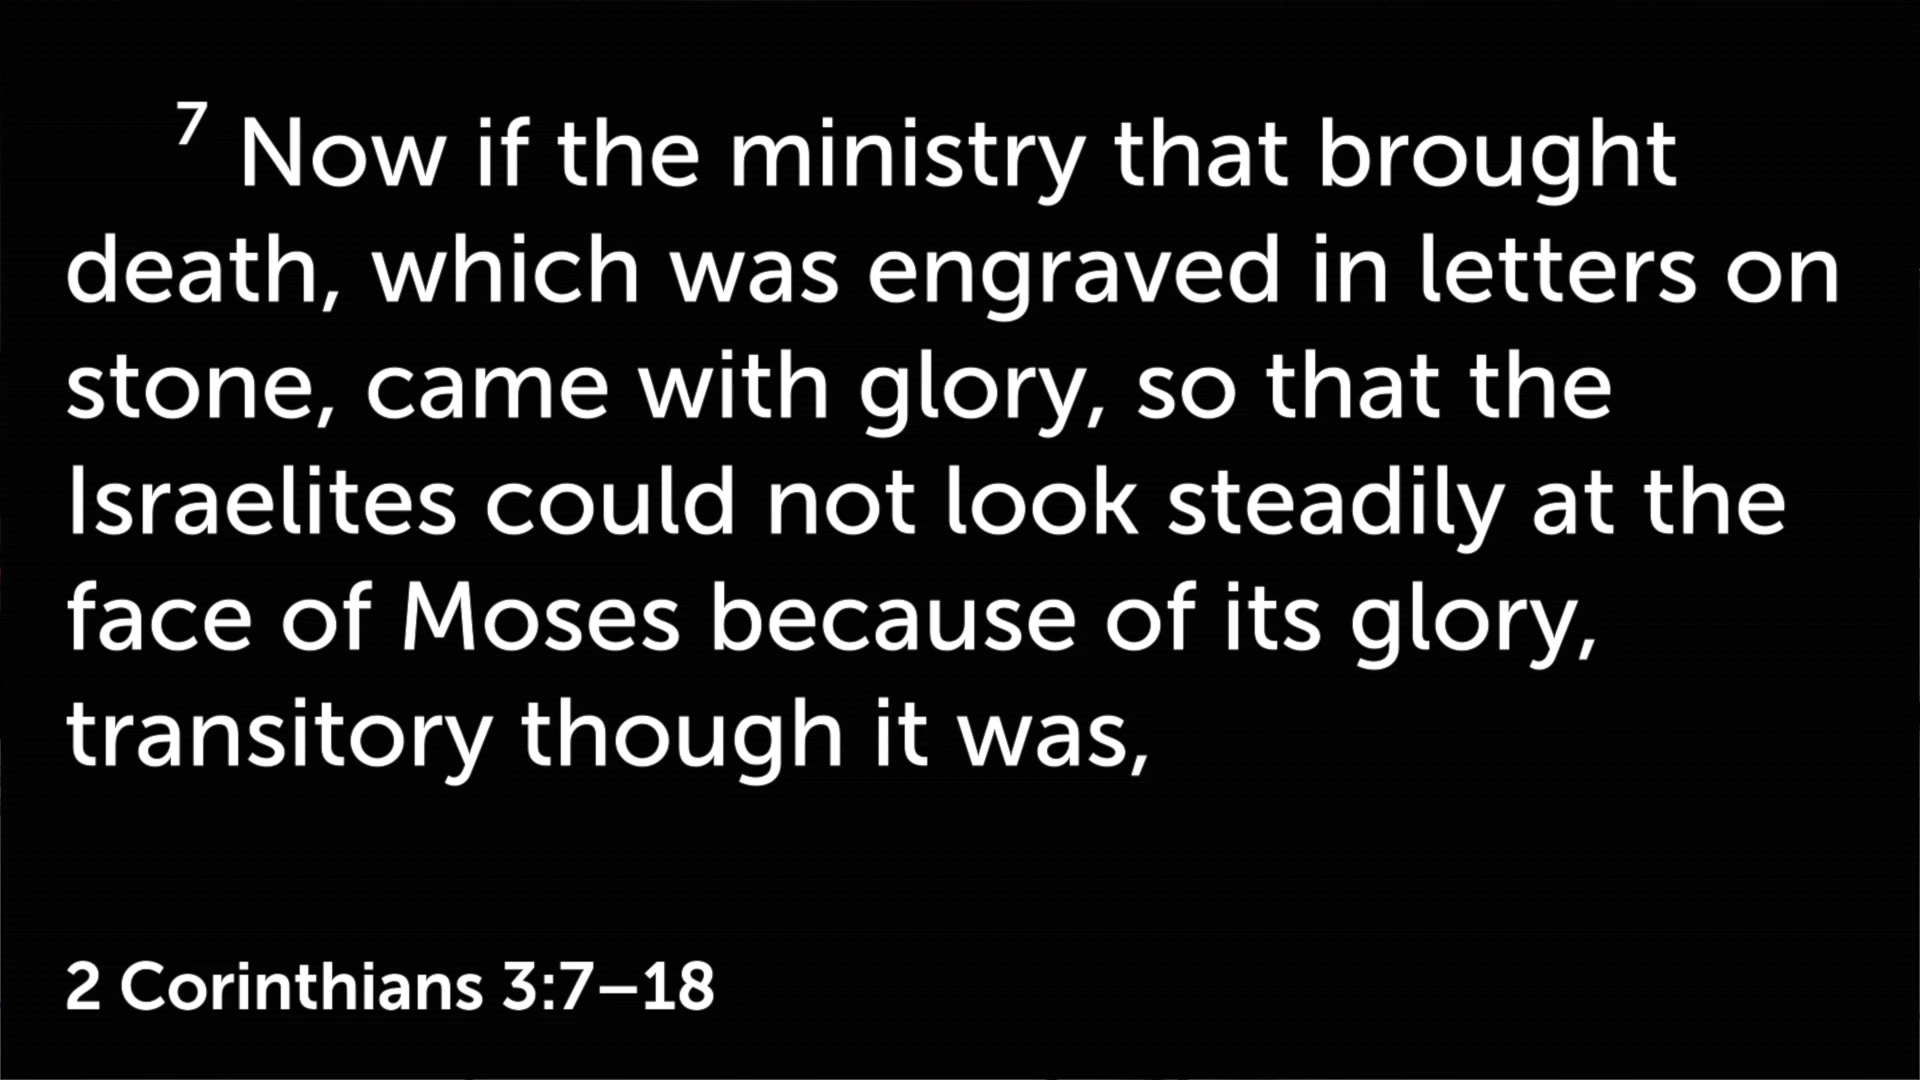 7 Now if the ministry that brought
death, which was engraved in letters on
stone, came with glory, so that the
Israelites could not look steadily at the
face of Moses because of its glory,
transitory though it was,
2 Corinthians 3:7–18